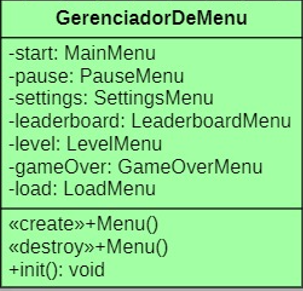 GerenciadorDeMenu
-start: MainMenu
-pause: PauseMenu
-settings: SettingsMenu
-leaderboard: LeaderboardMenu
-level: LevelMenu
-gameOver: GameOverMenu
-load: LoadMenu
«create»+Menu()
«destroy»+Menu()
+init(): void